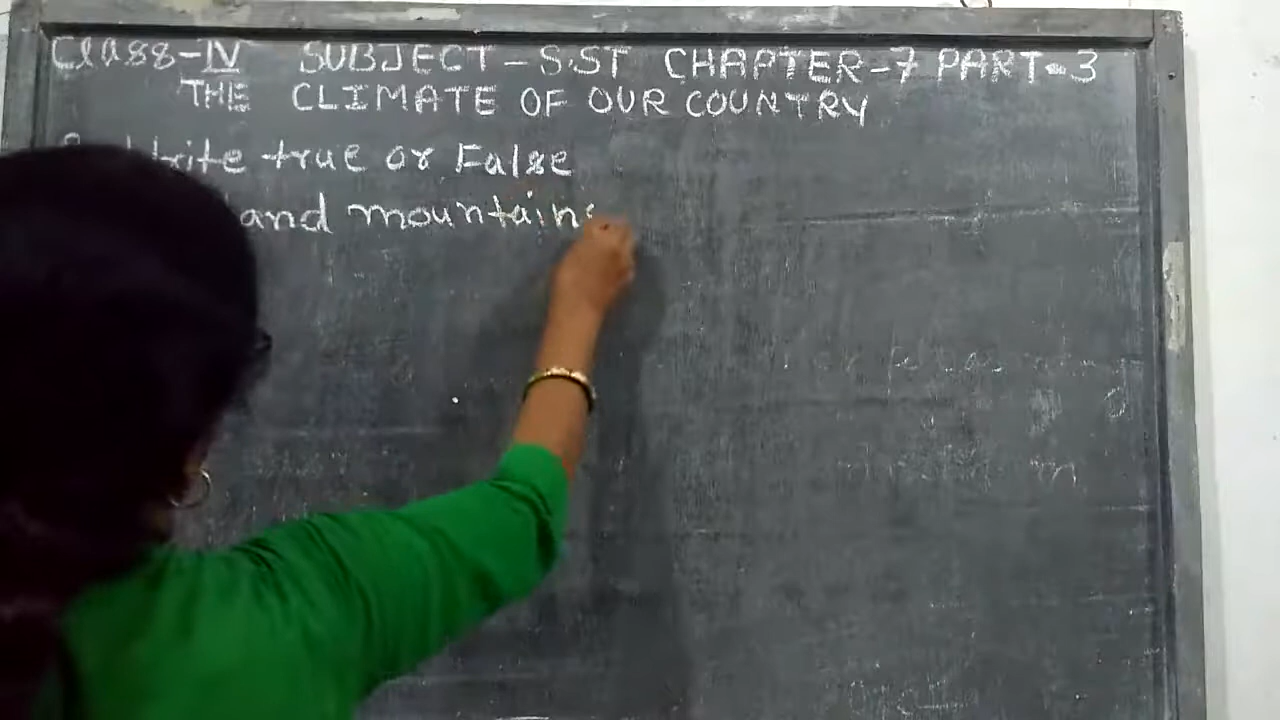 Class-IV SUBJECT-S.ST CHAPTER-7 PART-3
THE CLIMATE OF OUR COUNTRY
Write true or False
and mountains